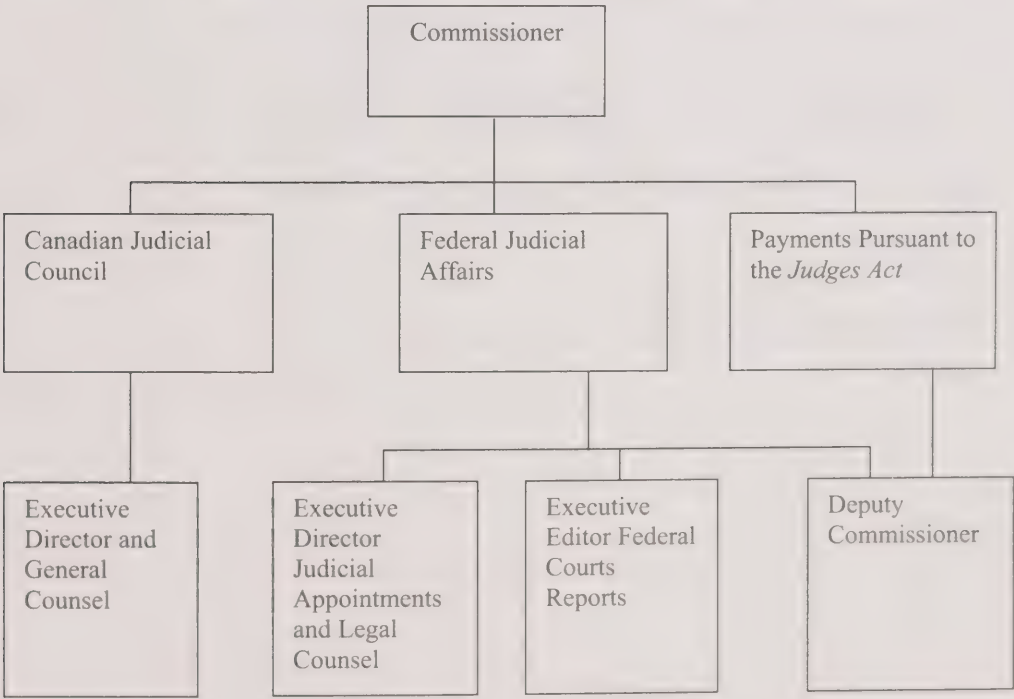 Commissioner
Canadian Judicial
Council
Federal Judicial
Affairs
Payments Pursuant to
the Judges Act
Executive
Director and
General
Counsel
Executive
Director
Judicial
Appointments
and Legal
Counsel
Executive
Editor Federal
Courts
Reports
Deputy
Commissioner